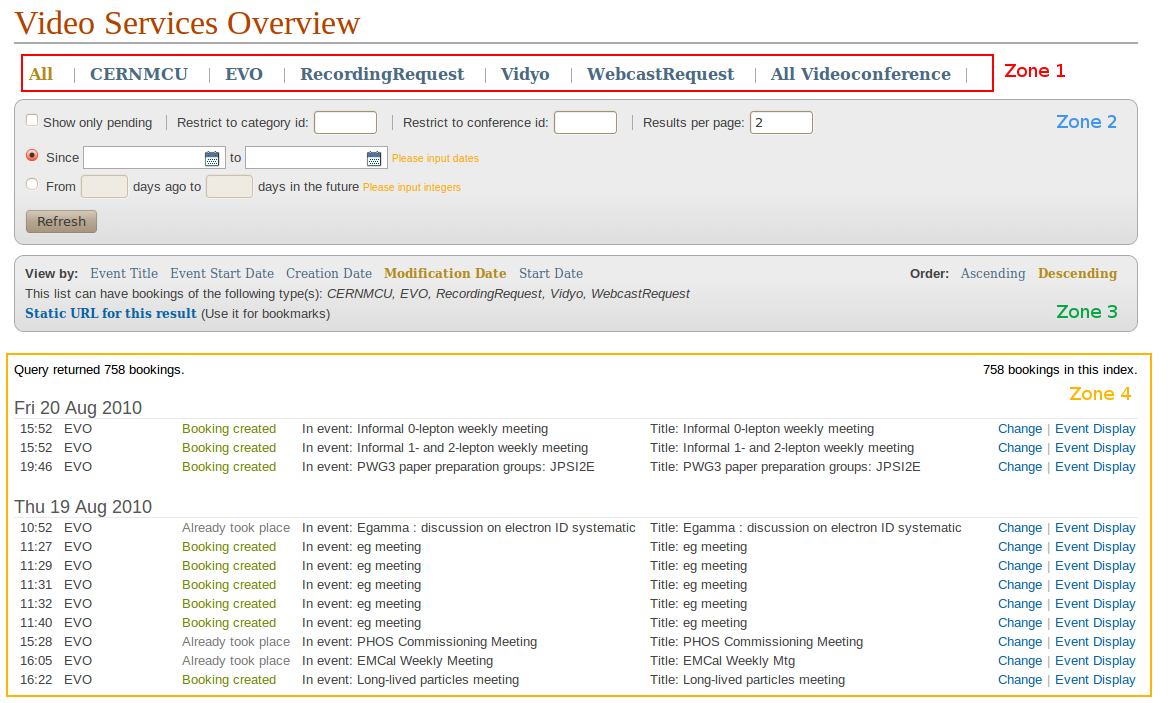 Video Services Overview
All | CERNMCU | EVO | RecordingRequest | Vidyo | WebcastRequest | All Videoconference | Zone 1
Show only pending | Restrict to category id: | Restrict to conference id: | Results per page: 2 Zone 2
Since to Please input dates
From days ago to days in the future Please input integers
Refresh
View by: Event Title Event Start Date Creation Date Modification Date Start Date Order: Ascending Descending
This list can have bookings of the following type(s): CERNMCU, EVO, RecordingRequest, Vidyo, WebcastRequest
Static URL for this result (Use it for bookmarks) Zone 3
Query returned 758 bookings. 758 bookings in this index.
Zone 4
Fri 20 Aug 2010
15:52 EVO Booking created In event: Informal 0-lepton weekly meeting Title: Informal 0-lepton weekly meeting Change | Event Display
15:52 EVO Booking created In event: Informal 1- and 2-lepton weekly meeting Title: Informal 1- and 2-lepton weekly meeting Change | Event Display
19:46 EVO Booking created In event: PWG3 paper preparation groups: JPSI2E Title: PWG3 paper preparation groups: JPSI2E Change | Event Display
Thu 19 Aug 2010
10:52 EVO Already took place In event: Egamma : discussion on electron ID systematic Title: Egamma : discussion on electron ID systematic Change | Event Display
11:27 EVO Booking created In event: eg meeting Title: eg meeting Change | Event Display
11:29 EVO Booking created In event: eg meeting Title: eg meeting Change | Event Display
11:31 EVO Booking created In event: eg meeting Title: eg meeting Change | Event Display
11:32 EVO Booking created In event: eg meeting Title: eg meeting Change | Event Display
11:40 EVO Booking created In event: eg meeting Title: eg meeting Change | Event Display
15:28 EVO Already took place In event: PHOS Commissioning Meeting Title: PHOS Commissioning Meeting Change | Event Display
16:05 EVO Already took place In event: EMCal Weekly Meeting Title: EMCal Weekly Mtg Change | Event Display
16:22 EVO Booking created In event: Long-lived particles meeting Title: Long-lived particles meeting Change | Event Display